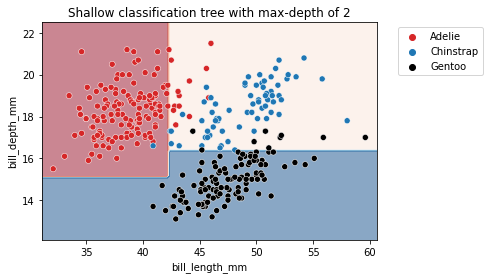 Shallow classification tree with max-depth of 2
Adelie
Chinstrap
Gentoo
bill_depth_mm
22
20
18
16
14
35
40
45
50
55
60
bill_length_mm